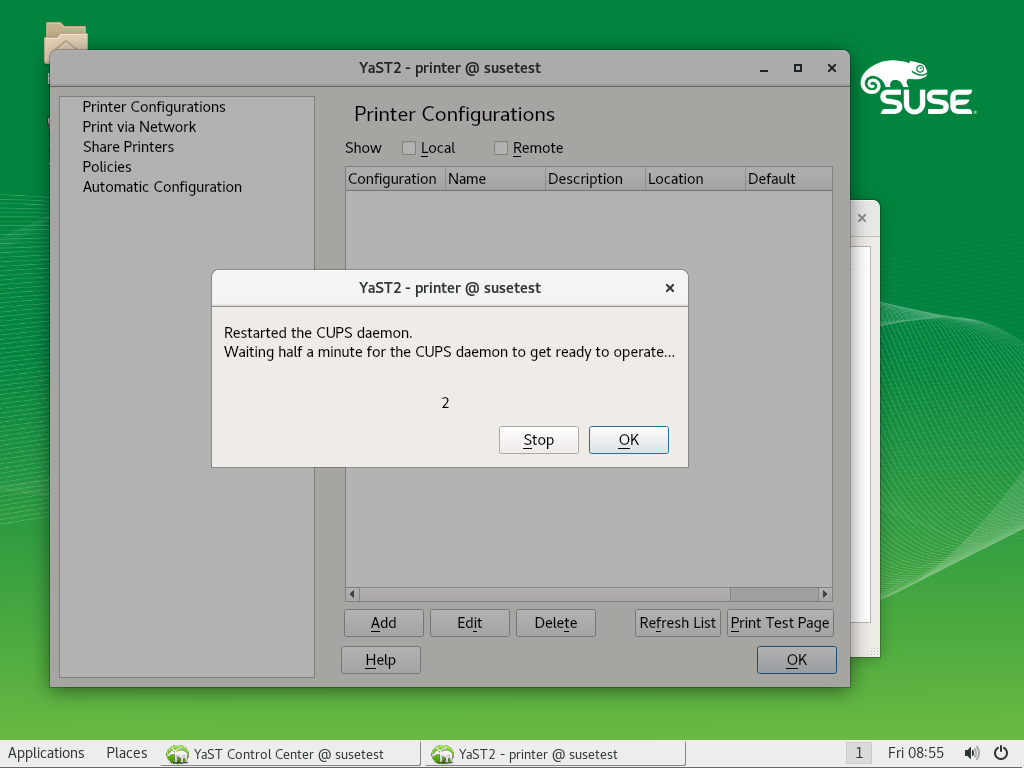 YaST2 - printer @ susetest
Printer Configurations
Print via Network
Share Printers
Policies
Automatic Configuration
Printer Configurations
Show Local Remote
Configuration Name Description Location Default
SUSE
YaST2 - printer @ susetest
Restarted the CUPS daemon.
Waiting half a minute for the CUPS daemon to get ready to operate...
2
Stop OK
Add Edit Delete Refresh List Print Test Page
Help OK
Applications Places YaST Control Center @ susetest YaST2 - printer @ susetest 1 Fri 08:55